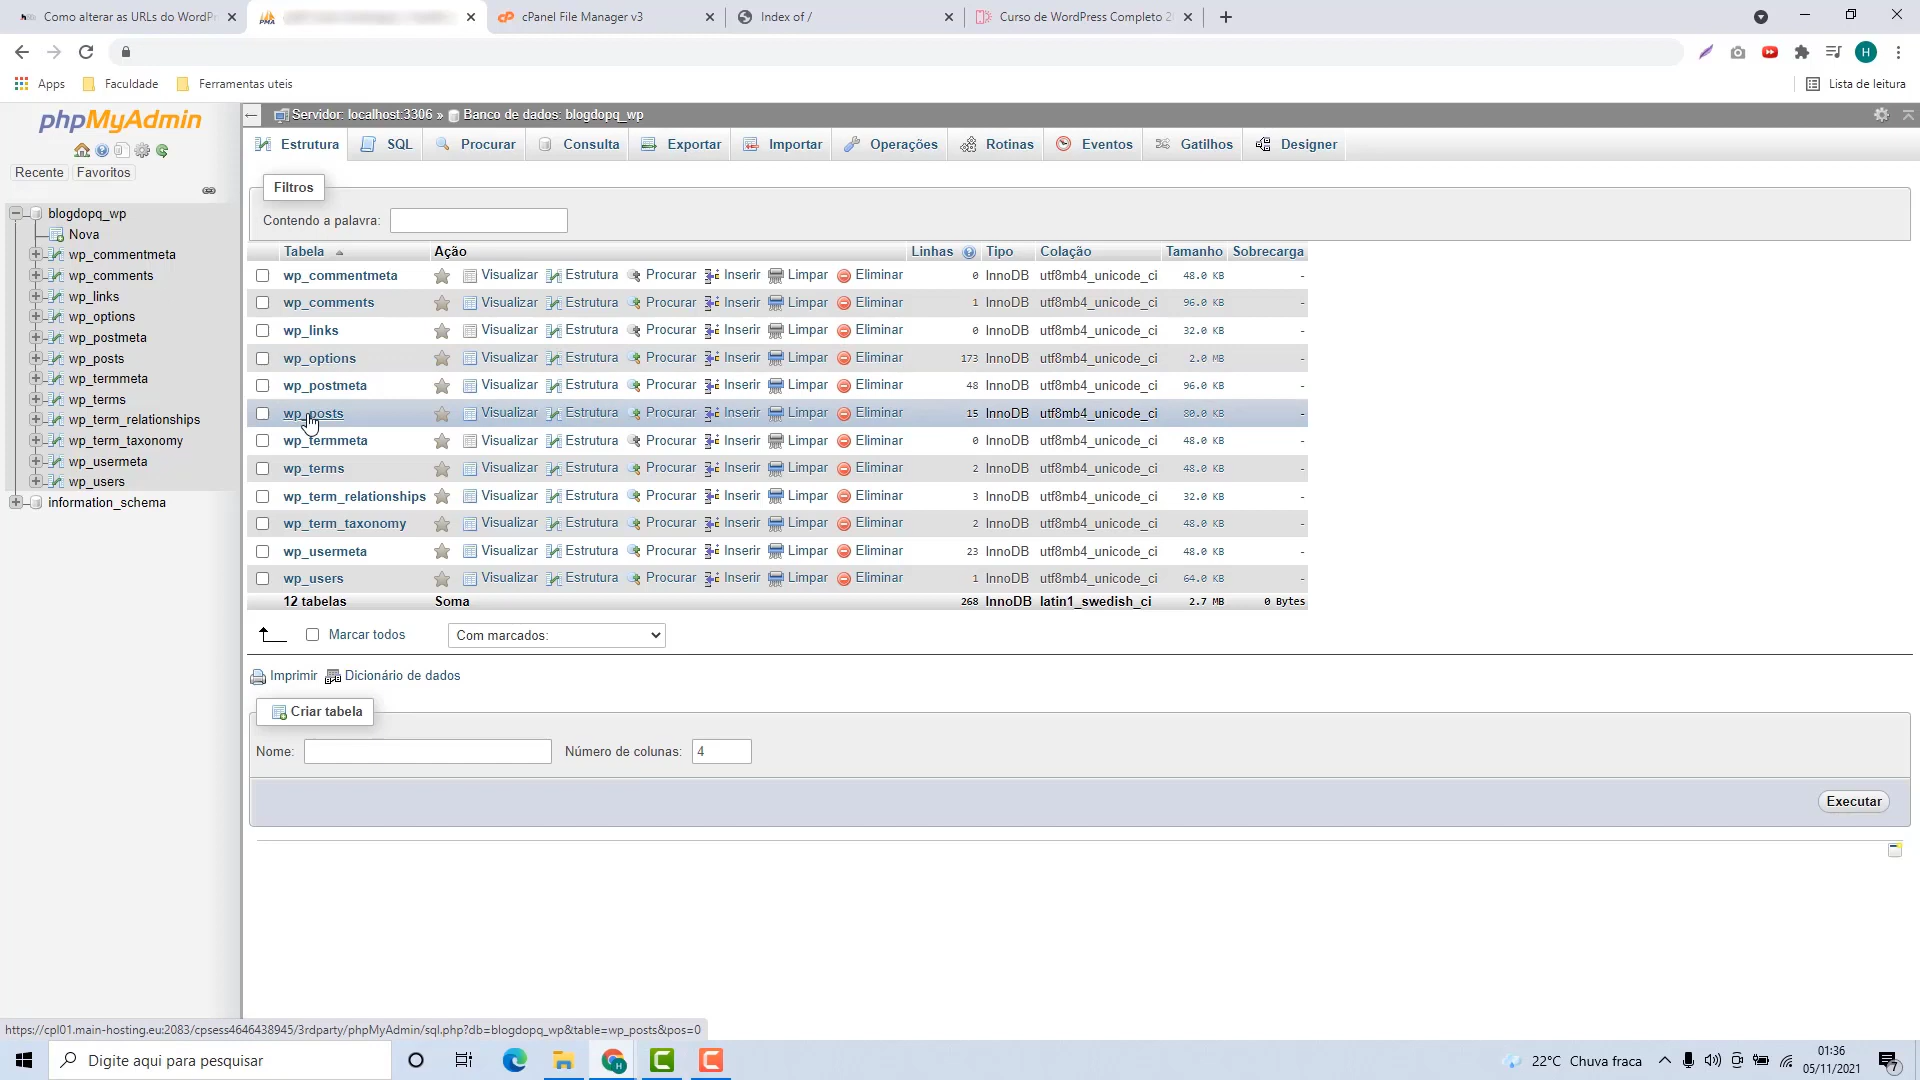 Como alterar as URLs do WordPr
cPanel File Manager v3
Index of /
Curso de WordPress Completo 2
Apps
Faculdade
Ferramentas uteis
Lista de leitura
phpMyAdmin
Recente
Favoritos
blogdopq_wp
Nova
wp_commentmeta
wp_comments
wp_links
wp_options
wp_postmeta
wp_posts
wp_termmeta
wp_terms
wp_term_relationships
wp_term_taxonomy
wp_usermeta
wp_users
information_schema
Servidor: localhost:3306 » Banco de dados: blogdopq_wp
Estrutura SQL Procurar Consulta Exportar Importar Operações Rotinas Eventos Gatilhos Designer
Filtros
Contendo a palavra:
Tabela Ação Linhas Tipo Colação Tamanho Sobrecarga
wp_commentmeta Visualizar Estrutura Procurar Inserir Limpar Eliminar 0 InnoDB utf8mb4_unicode_ci 48.0 KB -
wp_comments Visualizar Estrutura Procurar Inserir Limpar Eliminar 1 InnoDB utf8mb4_unicode_ci 96.0 KB -
wp_links Visualizar Estrutura Procurar Inserir Limpar Eliminar 0 InnoDB utf8mb4_unicode_ci 32.0 KB -
wp_options Visualizar Estrutura Procurar Inserir Limpar Eliminar 173 InnoDB utf8mb4_unicode_ci 2.0 MB -
wp_postmeta Visualizar Estrutura Procurar Inserir Limpar Eliminar 48 InnoDB utf8mb4_unicode_ci 96.0 KB -
wp_posts Visualizar Estrutura Procurar Inserir Limpar Eliminar 15 InnoDB utf8mb4_unicode_ci 80.0 KB -
wp_termmeta Visualizar Estrutura Procurar Inserir Limpar Eliminar 0 InnoDB utf8mb4_unicode_ci 48.0 KB -
wp_terms Visualizar Estrutura Procurar Inserir Limpar Eliminar 2 InnoDB utf8mb4_unicode_ci 48.0 KB -
wp_term_relationships Visualizar Estrutura Procurar Inserir Limpar Eliminar 3 InnoDB utf8mb4_unicode_ci 32.0 KB -
wp_term_taxonomy Visualizar Estrutura Procurar Inserir Limpar Eliminar 2 InnoDB utf8mb4_unicode_ci 48.0 KB -
wp_usermeta Visualizar Estrutura Procurar Inserir Limpar Eliminar 23 InnoDB utf8mb4_unicode_ci 48.0 KB -
wp_users Visualizar Estrutura Procurar Inserir Limpar Eliminar 1 InnoDB utf8mb4_unicode_ci 64.0 KB -
12 tabelas Soma 268 InnoDB latin1_swedish_ci 2.7 MB 0 Bytes
Marcar todos Com marcados:
Imprimir Dicionário de dados
Criar tabela
Nome: Número de colunas: 4
Executar
https://cpl01.main-hosting.eu:2083/cpsess4646438945/3rdparty/phpMyAdmin/sql.php?db=blogdopq_wp&table=wp_posts&pos=0
Digite aqui para pesquisar
22°C Chuva fraca
01:36
05/11/2021
7